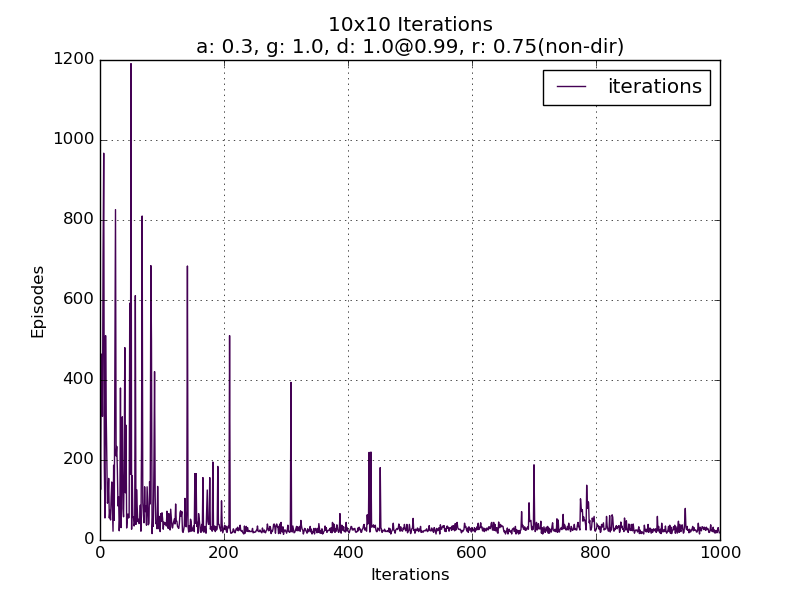 10x10 Iterations
a: 0.3, g: 1.0, d: 1.0@0.99, r: 0.75(non-dir)
iterations
1200
1000
800
600
400
200
0
Episodes
0 200 400 600 800 1000
Iterations